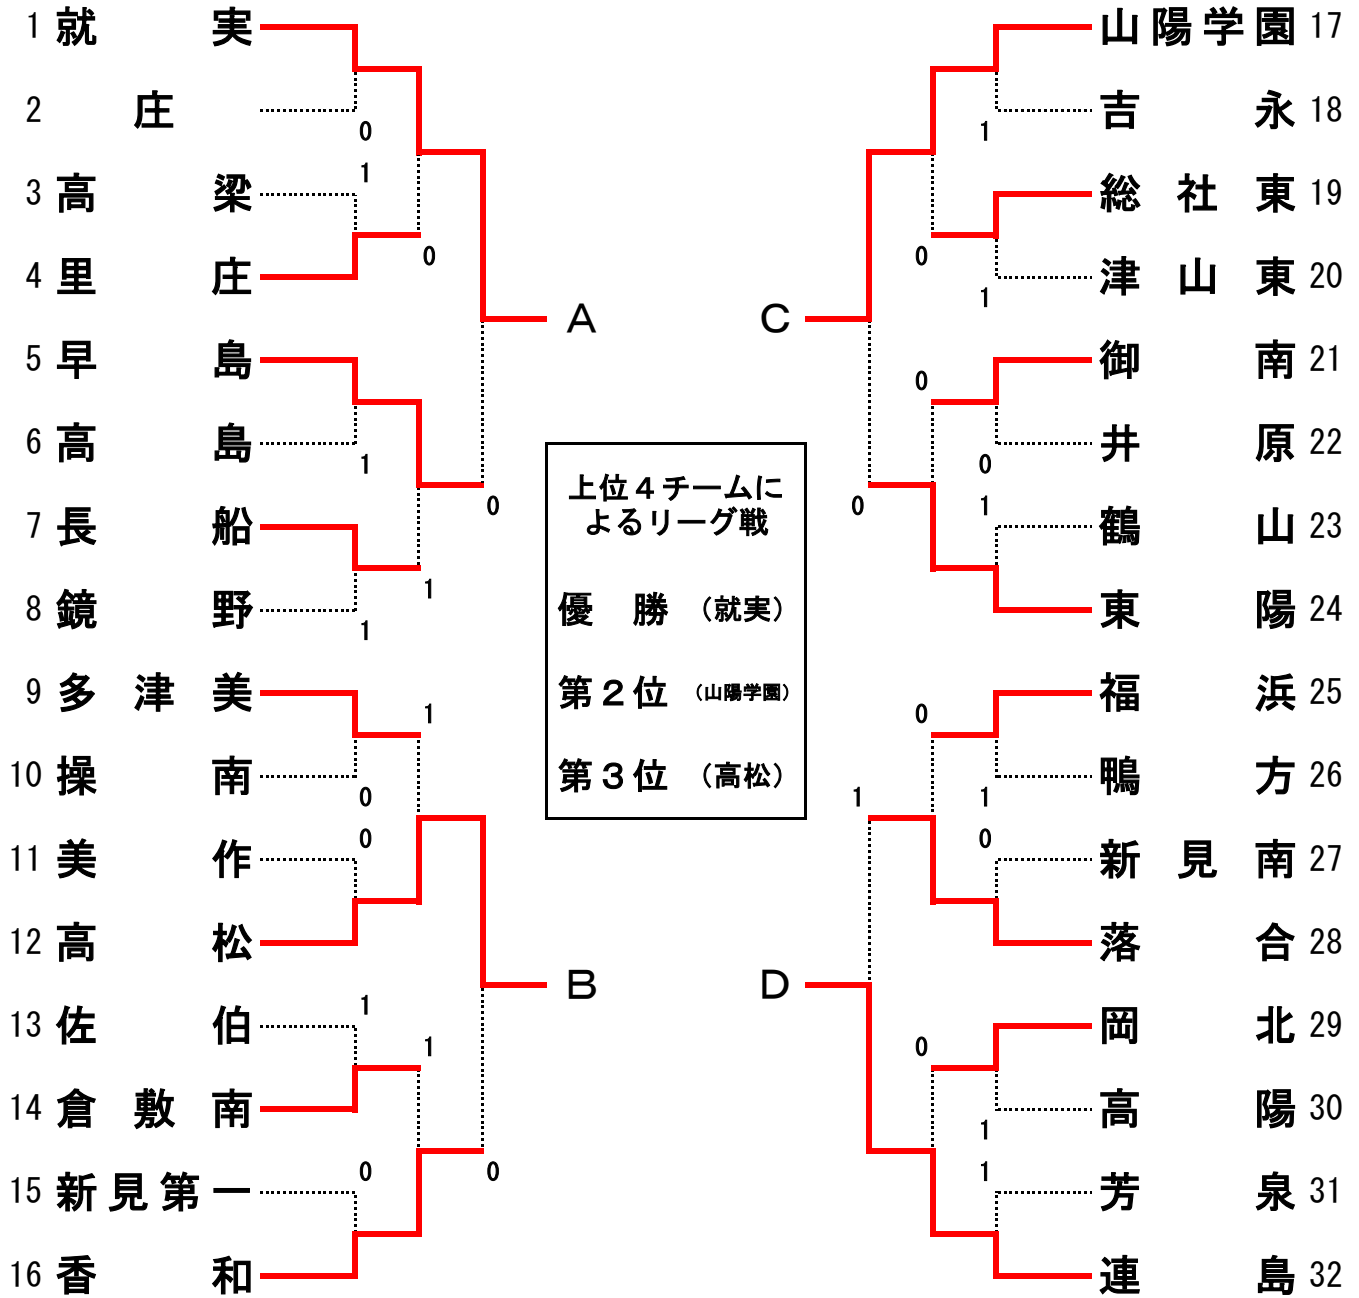 1 就実
0
2 庄
1
3 高梁
0
4 里庄
A
5 早島
6 高島
1
0
7 長船
1
8 鏡野
1
9 多津美
1
10 操南
0
0
11 美作
12 高松
B
13 佐伯
1
1
14 倉敷南
0
0
15 新見第一
16 香和
上位4チームに
よるリーグ戦
優勝 (就実)
第2位 (山陽学園)
第3位 (高松)
山陽学園 17
吉永 18
1
総社東 19
0
津山東 20
1
C
御南 21
0
井原 22
0
1
0
鶴山 23
東陽 24
福浜 25
0
鴨方 26
1
1
0
新見南 27
落合 28
D
岡北 29
0
高陽 30
1
1
芳泉 31
連島 32